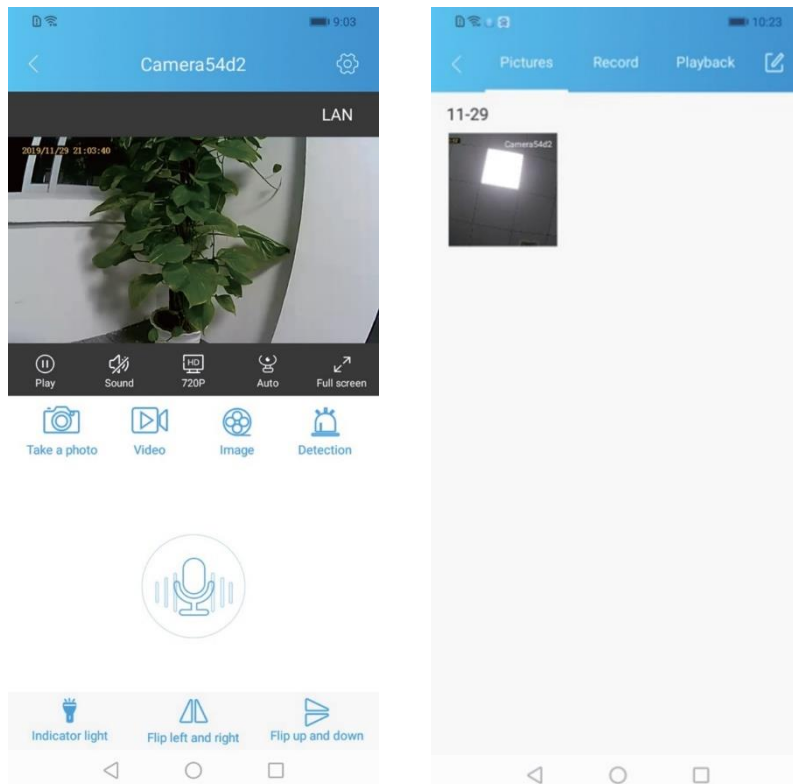 9:03
Camera54d2
LAN
2019/11/29 21:03:40
HD
Play
Sound
720P
Auto
Full screen
Take a photo
Video
Image
Detection
Indicator light
Flip left and right
Flip up and down
10:23
Pictures
Record
Playback
11-29
Camera54d2